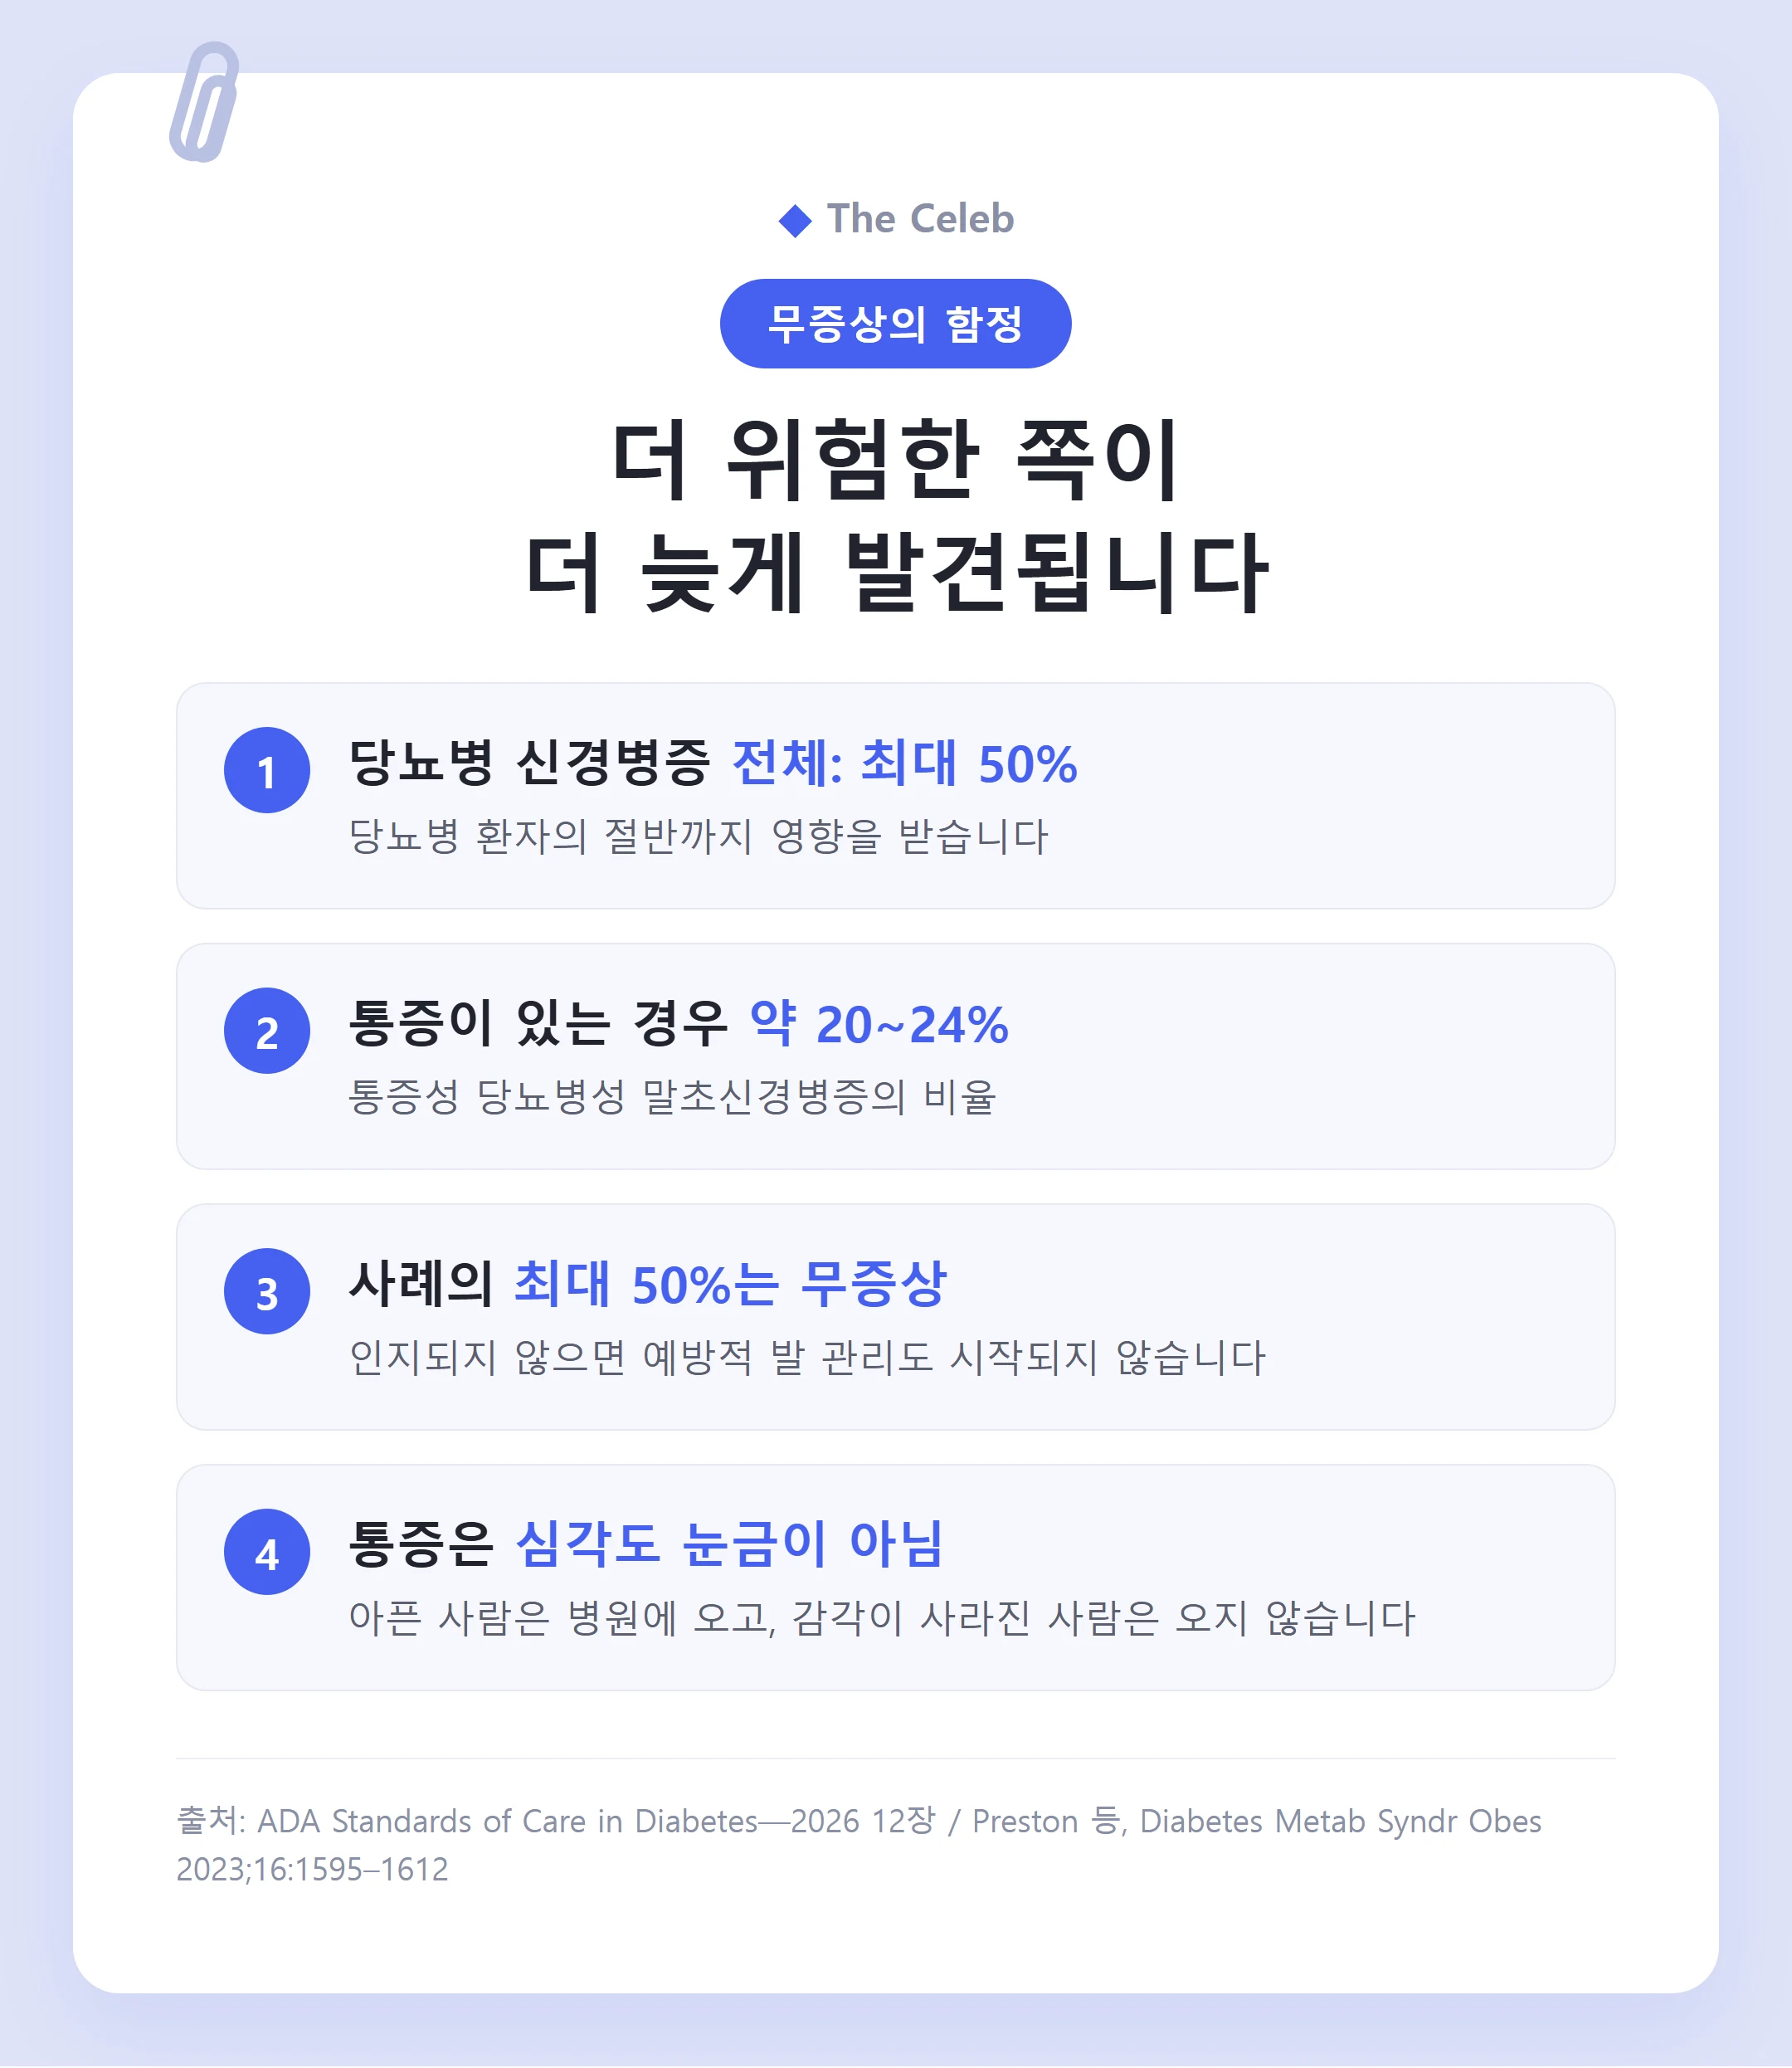 The Celeb
무증상의 함정
더 위험한 쪽이
더 늦게 발견됩니다
1
당뇨병 신경병증 전체: 최대 50%
당뇨병 환자의 절반까지 영향을 받습니다
2
통증이 있는 경우 약 20~24%
통증성 당뇨병성 말초신경병증의 비율
3
사례의 최대 50%는 무증상
인지되지 않으면 예방적 발 관리도 시작되지 않습니다
4
통증은 심각도 눈금이 아님
아픈 사람은 병원에 오고, 감각이 사라진 사람은 오지 않습니다
출처: ADA Standards of Care in Diabetes—2026 12장 / Preston 등, Diabetes Metab Syndr Obes
2023;16:1595–1612